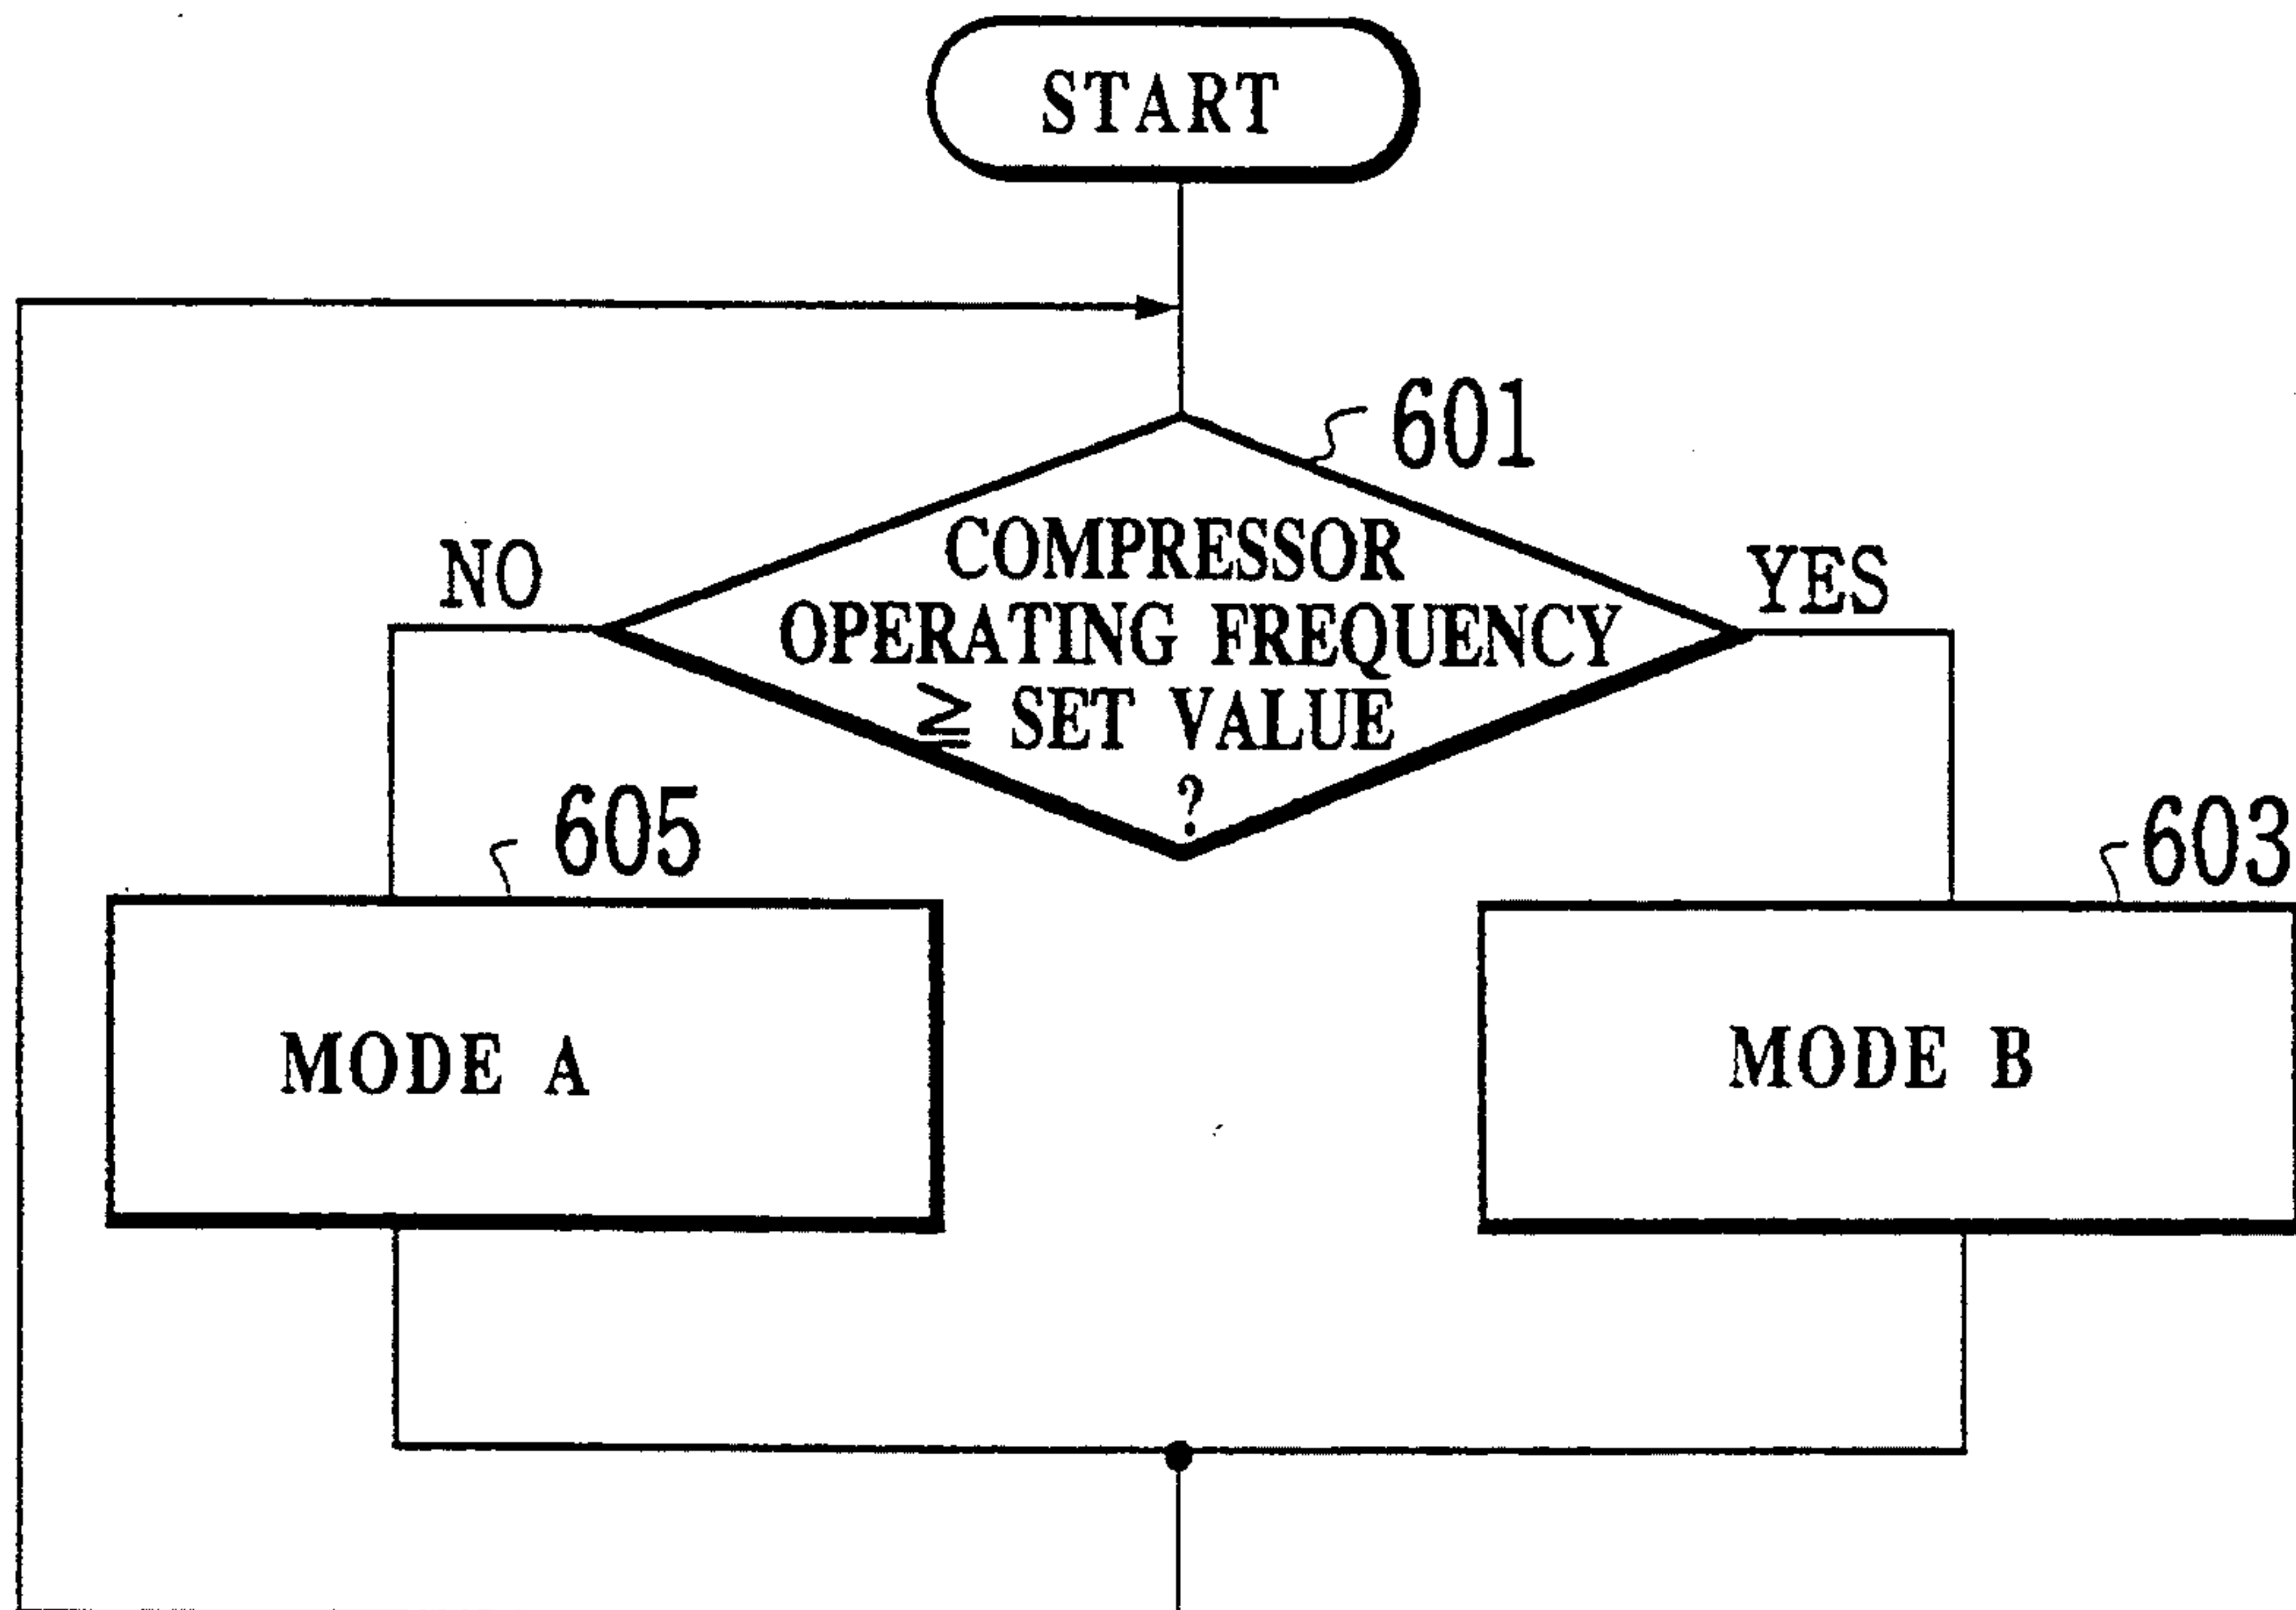 START
601
COMPRESSOR
OPERATING FREQUENCY
≧ SET VALUE
?
NO
YES
605
603
MODE A
MODE B